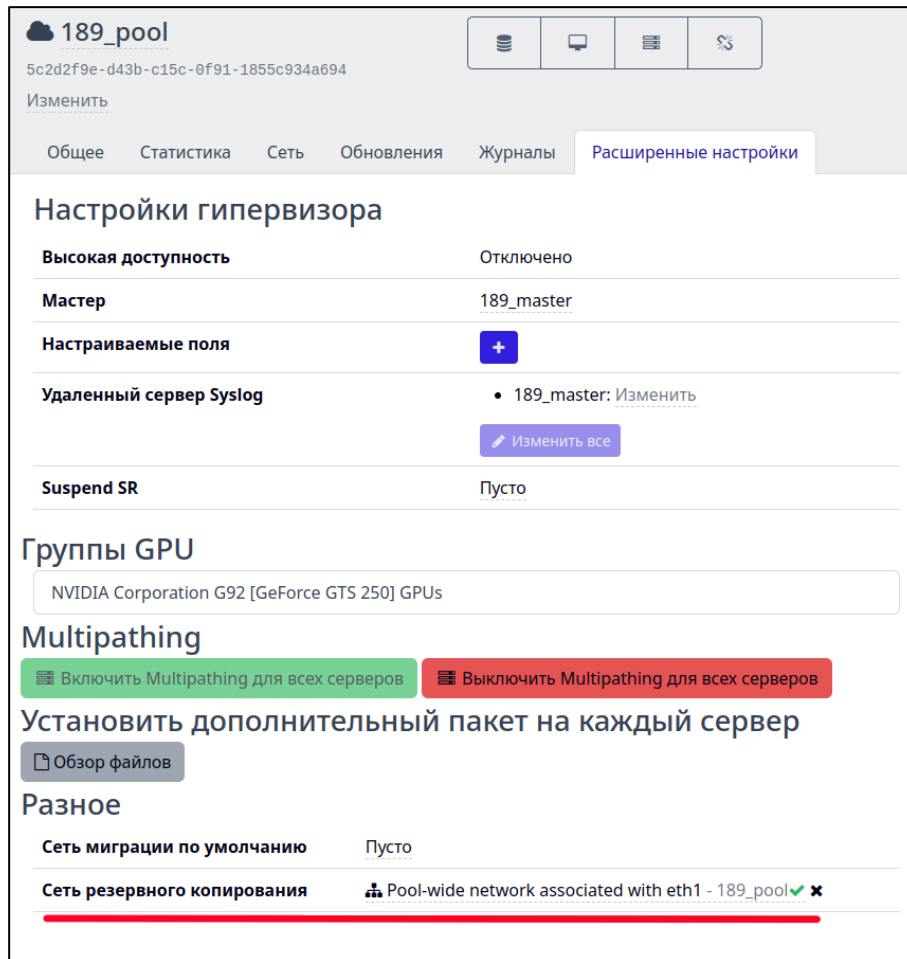 189_pool
5c2d2f9e-d43b-c15c-0f91-1855c934a694
Изменить
Общее Статистика Сеть Обновления Журналы Расширенные настройки
Настройки гипервизора
Высокая доступность Отключено
Мастер 189_master
Настраиваемые поля
Удаленный сервер Syslog • 189_master: Изменить
Изменить все
Suspend SR Пусто
Группы GPU
NVIDIA Corporation G92 [GeForce GTS 250] GPUs
Multipathing
Включить Multipathing для всех серверов Выключить Multipathing для всех серверов
Установить дополнительный пакет на каждый сервер
Обзор файлов
Разное
Сеть миграции по умолчанию Пусто
Сеть резервного копирования Pool-wide network associated with eth1 - 189_pool